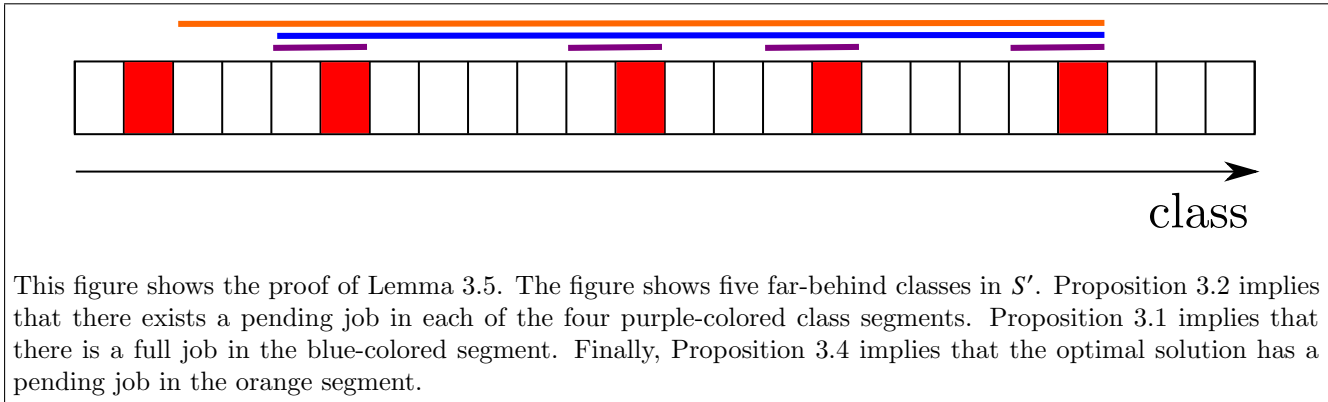 class
This figure shows the proof of Lemma 3.5. The figure shows five far-behind classes in S′. Proposition 3.2 implies
that there exists a pending job in each of the four purple-colored class segments. Proposition 3.1 implies that
there is a full job in the blue-colored segment. Finally, Proposition 3.4 implies that the optimal solution has a
pending job in the orange segment.